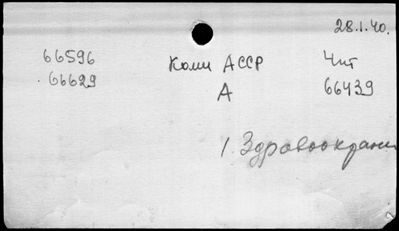 28.1.40.
66596 Коми АССР Чит
66629 А 66439
1. Здравоохранен